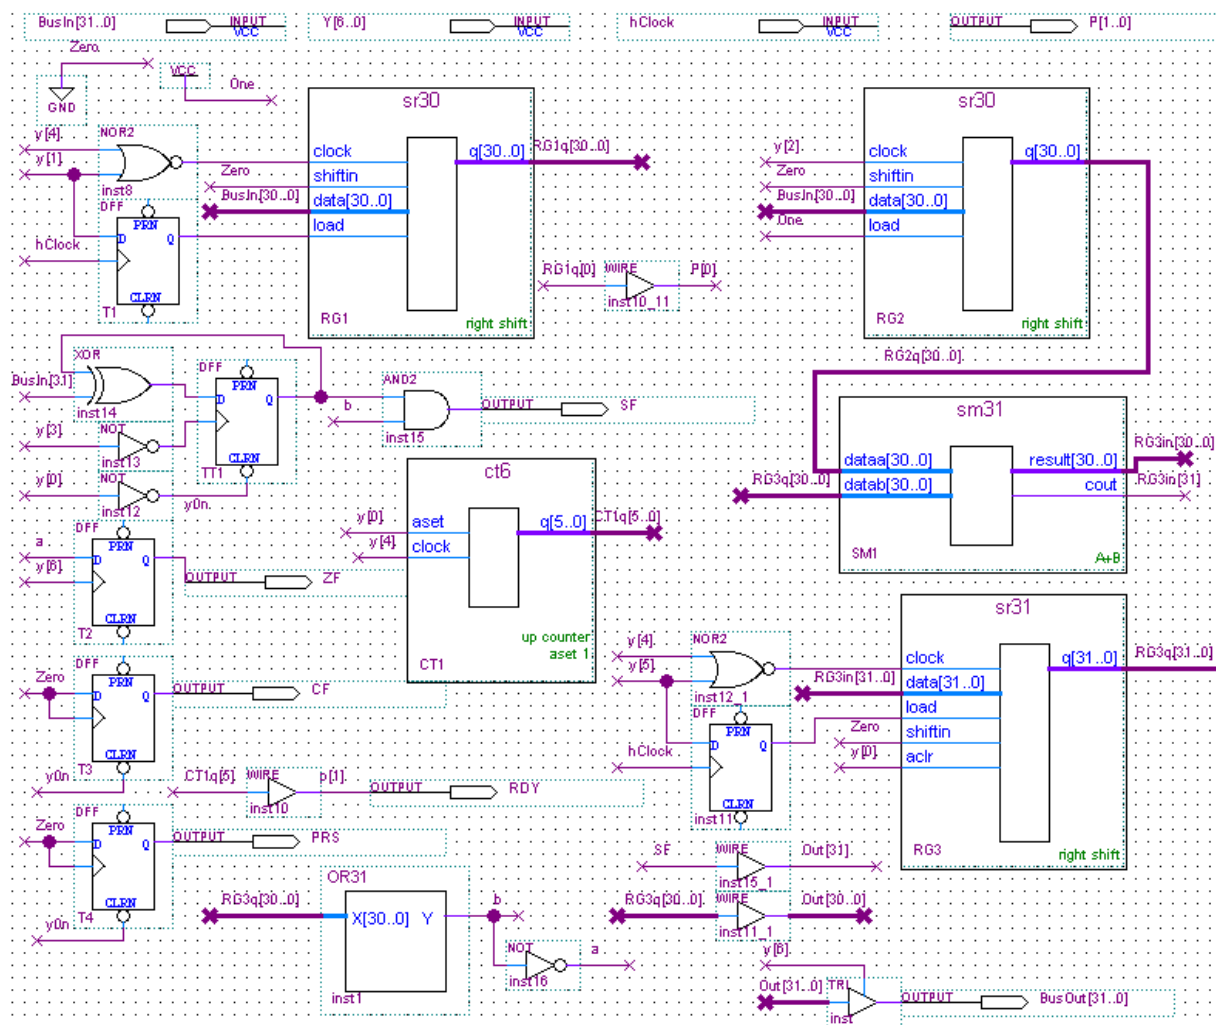 BusIn[31..0] INPUT VCC
Y[6..0] INPUT VCC
hClock INPUT VCC
OUTPUT P[1..0]
Zero
GND
VCC
One
y[4]
y[1]
NOR2
inst8
DFF
PRN
D Q
CLRN
T1
hClock
sr30
Zero
BusIn[30..0]
clock
shiftin
data[30..0]
load
q[30..0]
RG1q[30..0]
RG1
right shift
RG1q[0]
WIRE
inst10_11
P[0]
sr30
y[2]
Zero
BusIn[30..0]
One
clock
shiftin
data[30..0]
load
q[30..0]
RG2
right shift
RG2q[30..0]
XOR
BusIn[31]
inst14
y[3]
NOT
inst13
y[0]
NOT
inst12
y0n
DFF
PRN
D Q
CLRN
TT1
AND2
b
inst15
OUTPUT SF
sm31
dataa[30..0]
datab[30..0]
result[30..0]
cout
RG3q[30..0]
RG3in[30..0]
RG3in[31]
SM1
A+B
ct6
y[0]
y[4]
aset
clock
q[5..0]
CT1q[5..0]
up counter
aset 1
CT1
DFF
a
y[6]
PRN
D Q
CLRN
T2
OUTPUT ZF
DFF
Zero
PRN
D Q
CLRN
y0n
T3
OUTPUT CF
CT1q[5]
WIRE
inst10
p[1]
OUTPUT RDY
DFF
Zero
PRN
D Q
CLRN
y0n
T4
OUTPUT PRS
y[4]
y[5]
NOR2
inst12_1
RG3in[31..0]
DFF
hClock
PRN
D Q
CLRN
inst11
sr31
clock
data[31..0]
load
shiftin
aclr
q[31..0]
RG3q[31..0]
Zero
y[0]
RG3
right shift
OR31
RG3q[30..0]
X[30..0] Y
inst1
b
NOT
inst16
a
SF
WIRE
inst15_1
Out[31]
RG3q[30..0]
WIRE
inst11_1
Out[30..0]
y[6]
Out[31..0]
TRI
inst
OUTPUT BusOut[31..0]